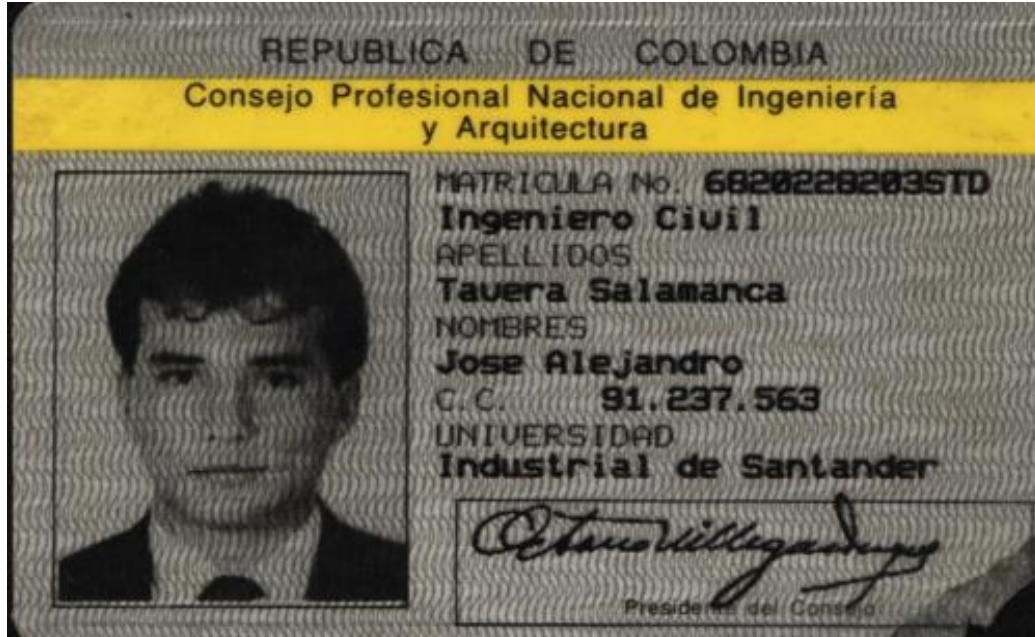 REPUBLICA DE COLOMBIA
Consejo Profesional Nacional de Ingeniería
y Arquitectura
MATRICULA No. 6820228203STD
Ingeniero Civil
APELLIDOS
Tavera Salamanca
NOMBRES
Jose Alejandro
C.C. 91.237.563
UNIVERSIDAD
Industrial de Santander
Presidente del Consejo